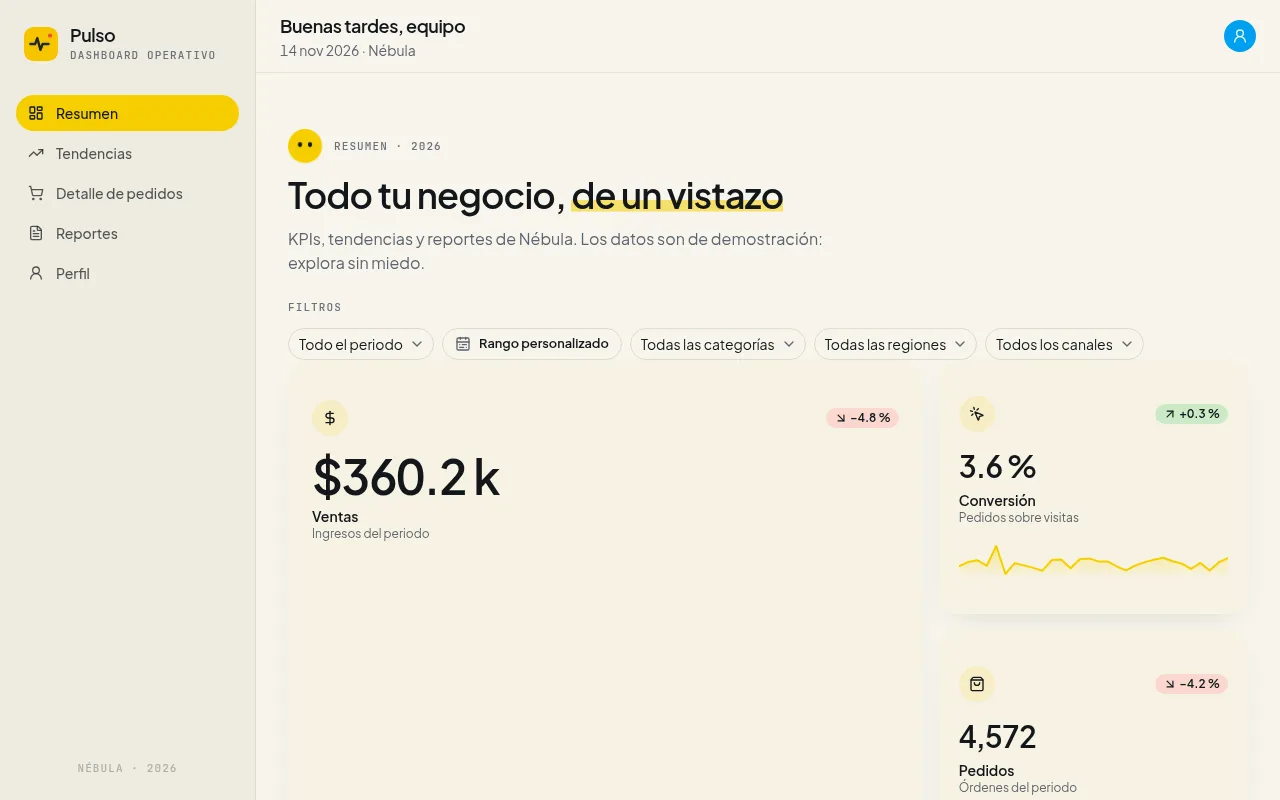 Pulso
DASHBOARD OPERATIVO
Resumen
Tendencias
Detalle de pedidos
Reportes
Perfil
NÉBULA · 2026
Buenas tardes, equipo
14 nov 2026 · Nébula
RESUMEN · 2026
Todo tu negocio, de un vistazo
KPIs, tendencias y reportes de Nébula. Los datos son de demostración:
explora sin miedo.
FILTROS
Todo el periodo
Rango personalizado
Todas las categorías
Todas las regiones
Todos los canales
$
−4.8 %
$360.2 k
Ventas
Ingresos del periodo
+0.3 %
3.6 %
Conversión
Pedidos sobre visitas
−4.2 %
4,572
Pedidos
Órdenes del periodo